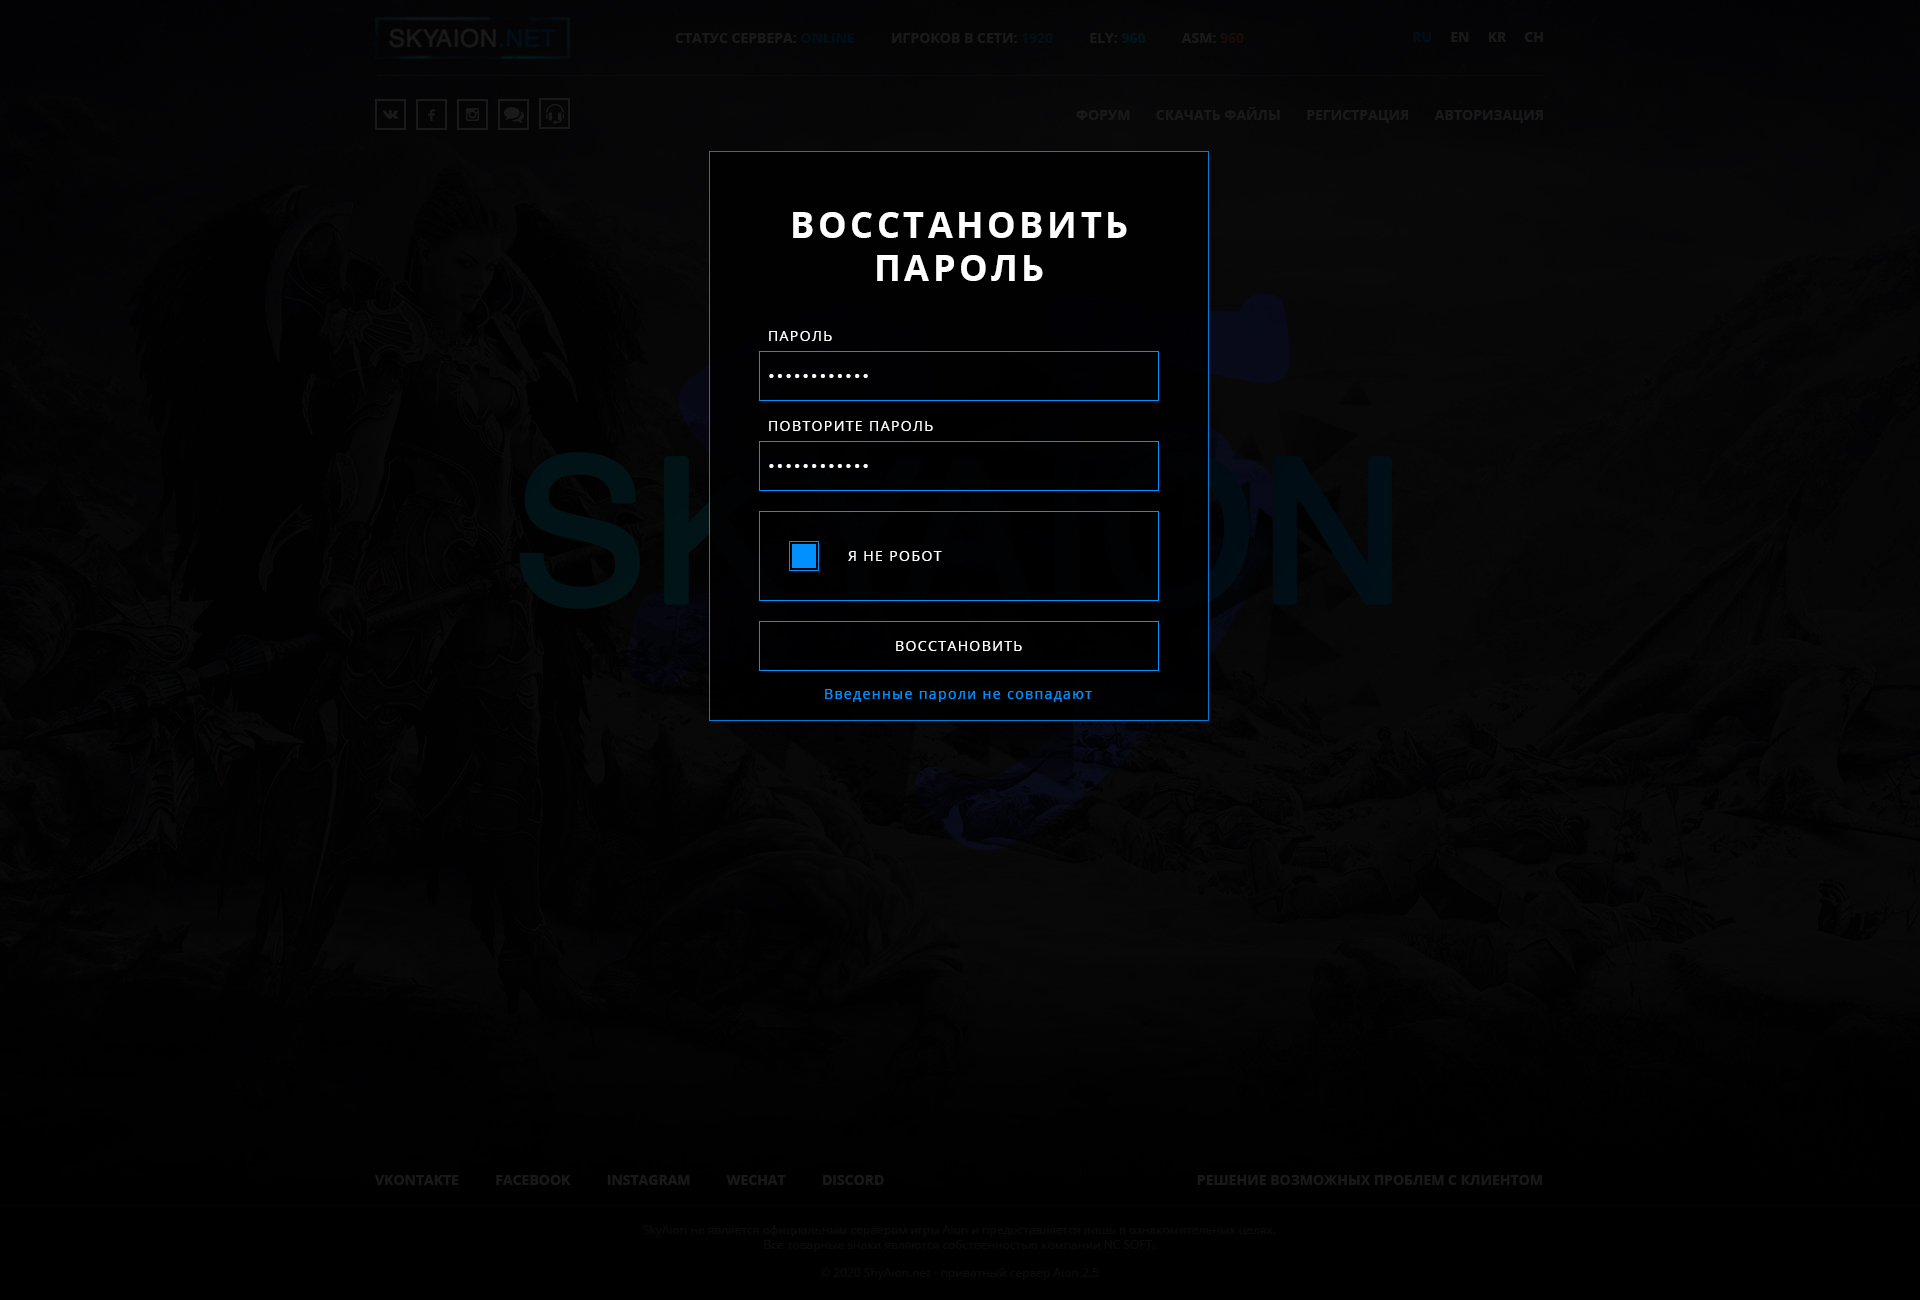 SKYAION.NET
СТАТУС СЕРВЕРА: ONLINE
ИГРОКОВ В СЕТИ: 1920
ELY: 960
ASM: 960
RU EN KR CH
ФОРУМ СКАЧАТЬ ФАЙЛЫ РЕГИСТРАЦИЯ АВТОРИЗАЦИЯ
ВОССТАНОВИТЬ
ПАРОЛЬ
ПАРОЛЬ
••••••••••••
ПОВТОРИТЕ ПАРОЛЬ
••••••••••••
SKYAION
Я НЕ РОБОТ
ВОССТАНОВИТЬ
Введенные пароли не совпадают
VKONTAKTE FACEBOOK INSTAGRAM WECHAT DISCORD
РЕШЕНИЕ ВОЗМОЖНЫХ ПРОБЛЕМ С КЛИЕНТОМ
SkyAion не является официальным сервером игры Aion и предоставляется лишь в ознакомительных целях.
Все товарные знаки являются собственностью компании NC SOFT.
© 2020 ShyAion.net - приватный сервер Aion 2.5